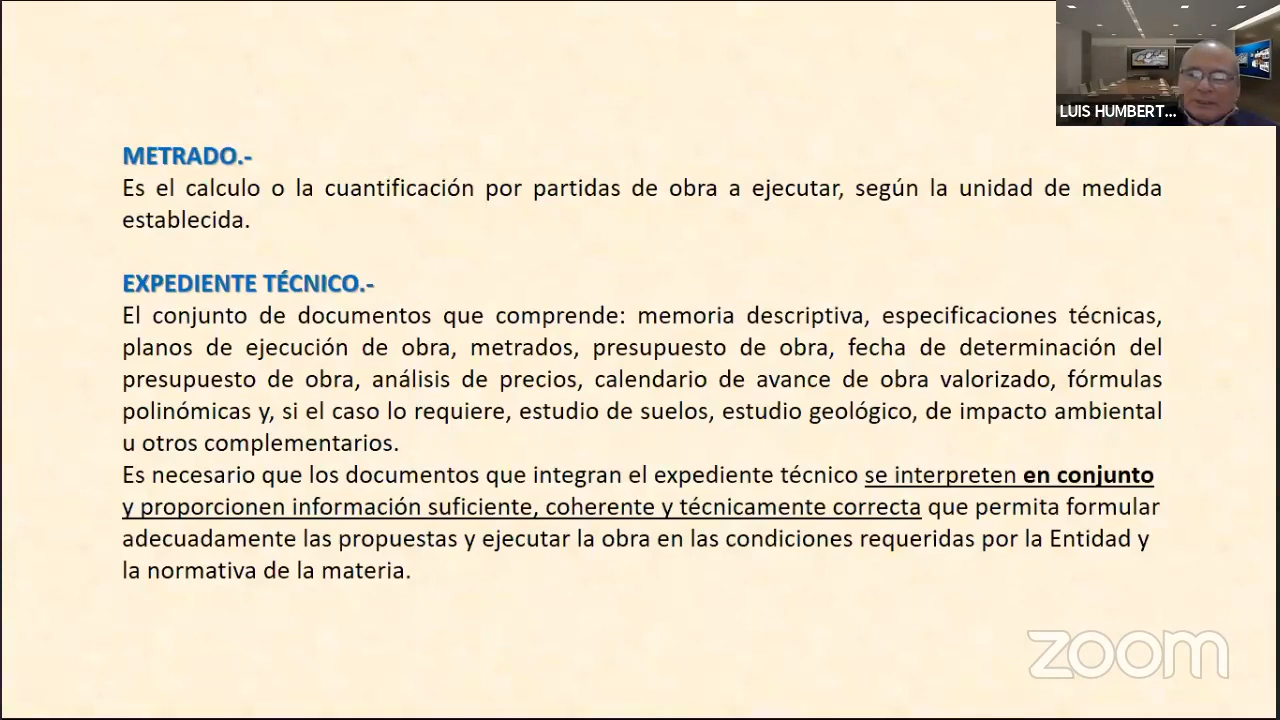 LUIS HUMBERT...
METRADO.-
Es el calculo o la cuantificación por partidas de obra a ejecutar, según la unidad de medida
establecida.
EXPEDIENTE TÉCNICO.-
El conjunto de documentos que comprende: memoria descriptiva, especificaciones técnicas,
planos de ejecución de obra, metrados, presupuesto de obra, fecha de determinación del
presupuesto de obra, análisis de precios, calendario de avance de obra valorizado, fórmulas
polinómicas y, si el caso lo requiere, estudio de suelos, estudio geológico, de impacto ambiental
u otros complementarios.
Es necesario que los documentos que integran el expediente técnico se interpreten en conjunto
y proporcionen información suficiente, coherente y técnicamente correcta que permita formular
adecuadamente las propuestas y ejecutar la obra en las condiciones requeridas por la Entidad y
la normativa de la materia.
zoom